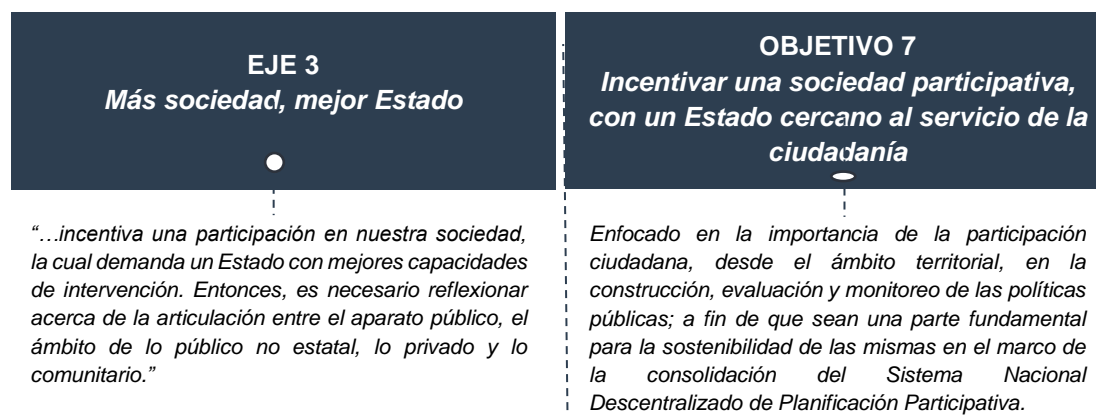 EJE 3
Más sociedad, mejor Estado
“…incentiva una participación en nuestra sociedad,
la cual demanda un Estado con mejores capacidades
de intervención. Entonces, es necesario reflexionar
acerca de la articulación entre el aparato público, el
ámbito de lo público no estatal, lo privado y lo
comunitario.”
OBJETIVO 7
Incentivar una sociedad participativa,
con un Estado cercano al servicio de la
ciudadanía
Enfocado en la importancia de la participación
ciudadana, desde el ámbito territorial, en la
construcción, evaluación y monitoreo de las políticas
públicas; a fin de que sean una parte fundamental
para la sostenibilidad de las mismas en el marco de
la consolidación del Sistema Nacional
Descentralizado de Planificación Participativa.